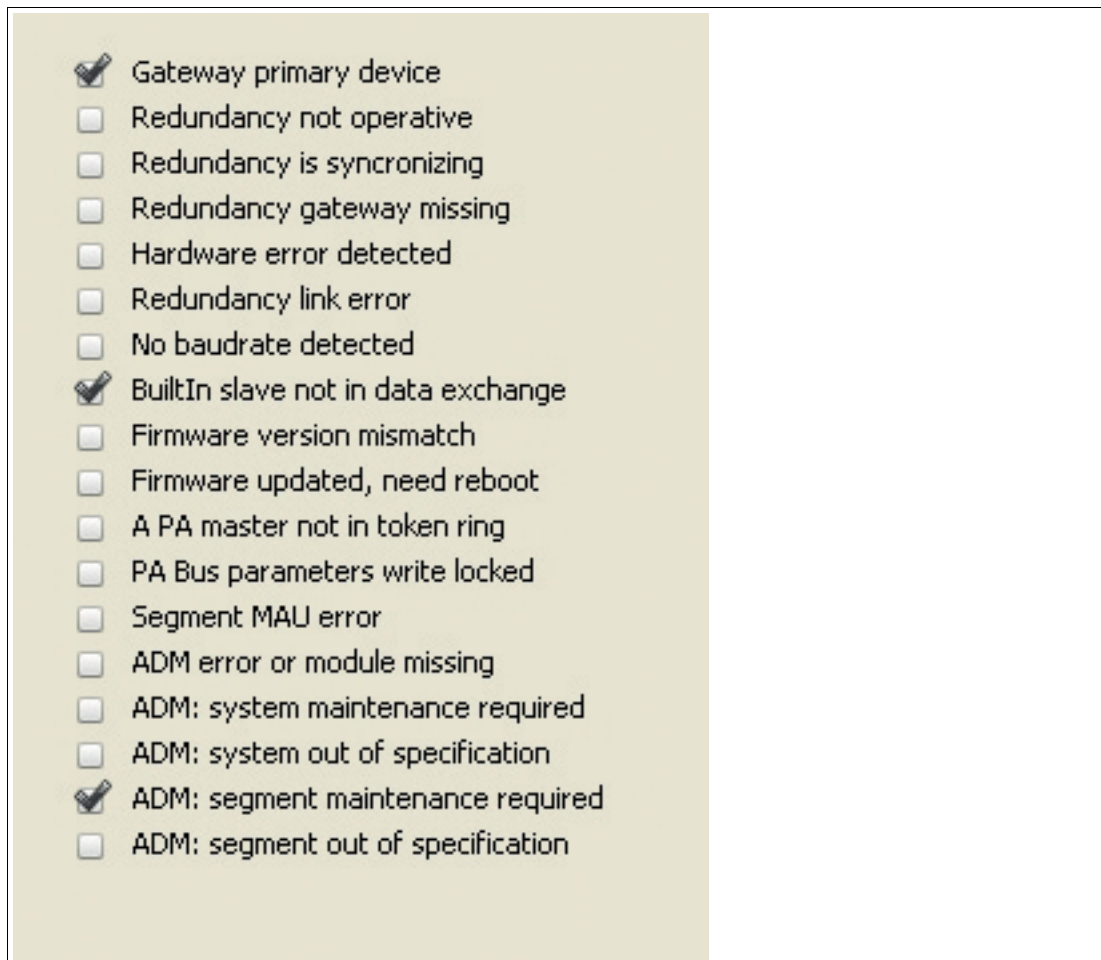 Gateway primary device
Redundancy not operative
Redundancy is syncronizing
Redundancy gateway missing
Hardware error detected
Redundancy link error
No baudrate detected
BuiltIn slave not in data exchange
Firmware version mismatch
Firmware updated, need reboot
A PA master not in token ring
PA Bus parameters write locked
Segment MAU error
ADM error or module missing
ADM: system maintenance required
ADM: system out of specification
ADM: segment maintenance required
ADM: segment out of specification